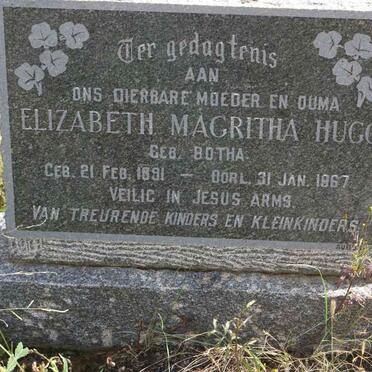 Ter gedagtenis
AAN
ONS DIERBARE MOEDER EN OUMA
ELIZABETH MAGRITHA HUGO
GEB. BOTHA.
GEB. 21 FEB. 1891 — OORL. 31 JAN. 1967.
VEILIG IN JESUS ARMS.
VAN TREURENDE KINDERS EN KLEINKINDERS.